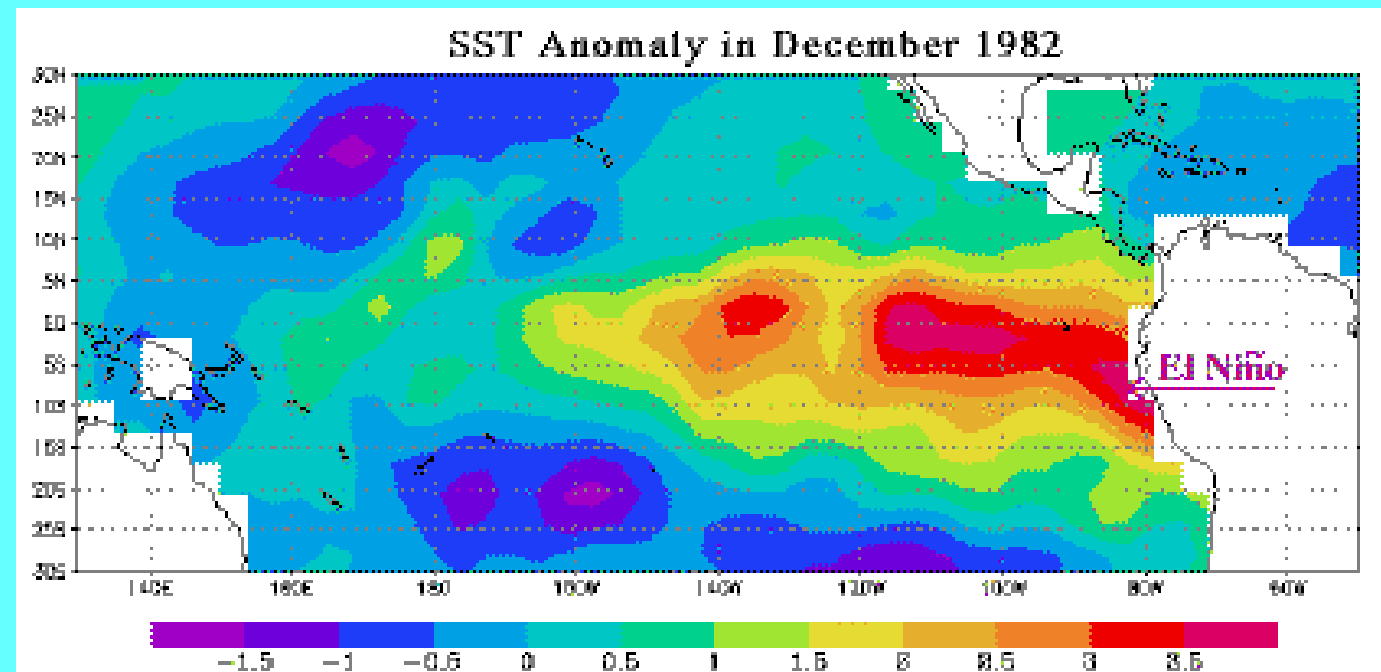 SST Anomaly in December 1982
30N
25N
20N
15N
10N
5N
EQ
5S
El Niño
10S
15S
20S
25S
30S
140E 160E 180 160W 140W 120W 100W 80W 60W
-1.5 -1 -0.5 0 0.5 1 1.5 2 2.5 3 3.5